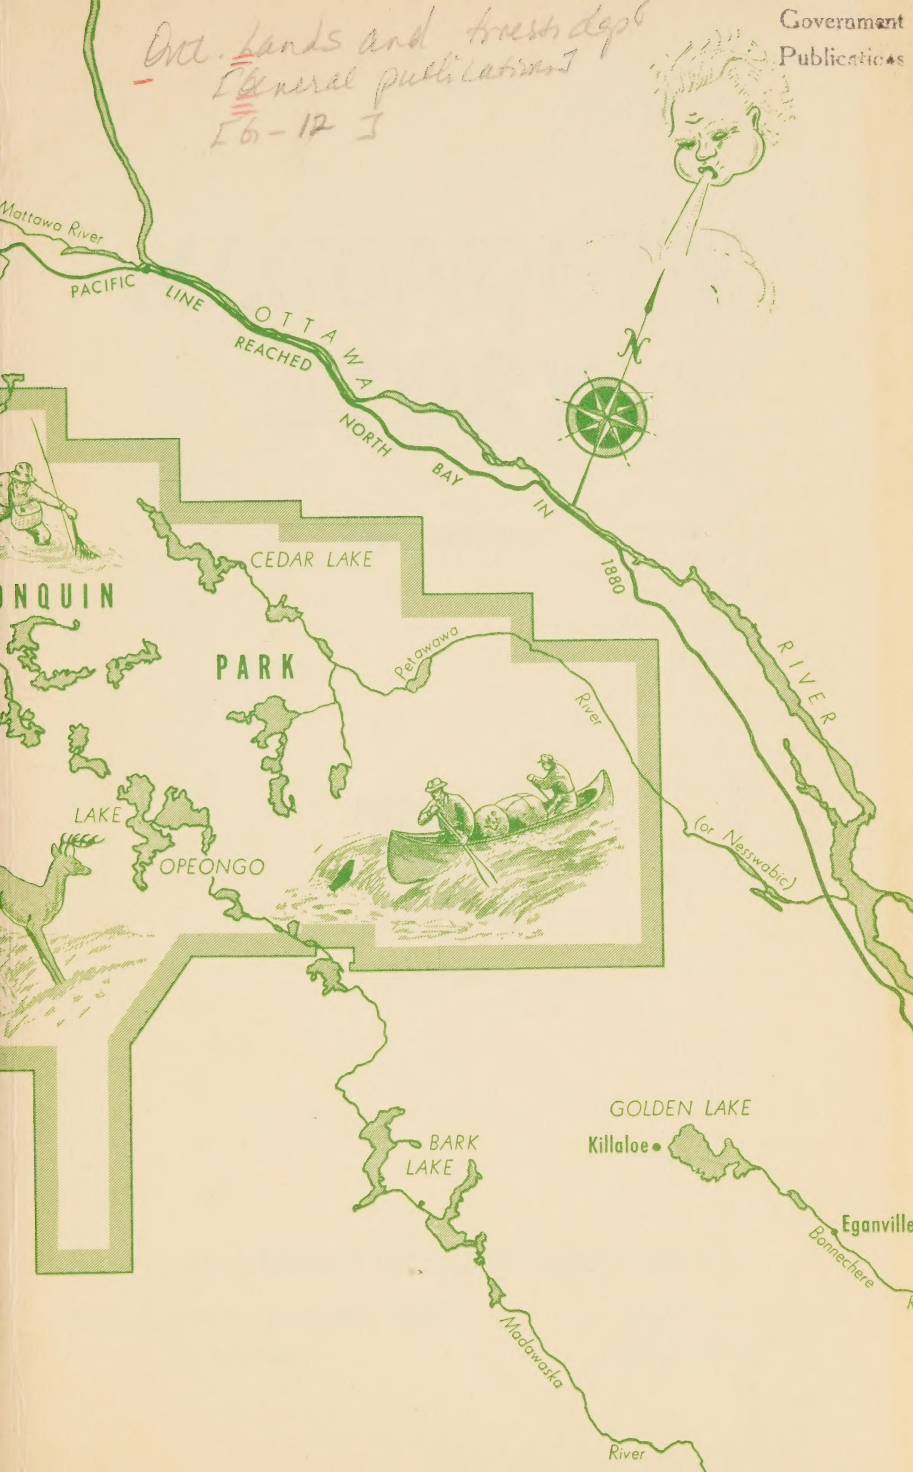 Government
Publications
Ont. Lands and forests dept
[General publications]
[G-12]
Mattawa River
PACIFIC LINE REACHED NORTH BAY IN 1880
OTTAWA RIVER
N
CEDAR LAKE
ONQUIN
PARK
Petawawa River (or Nesswabic)
LAKE
OPEONGO
GOLDEN LAKE
Killaloe
BARK
LAKE
Eganville
Bonnechere
R
Madawaska
River